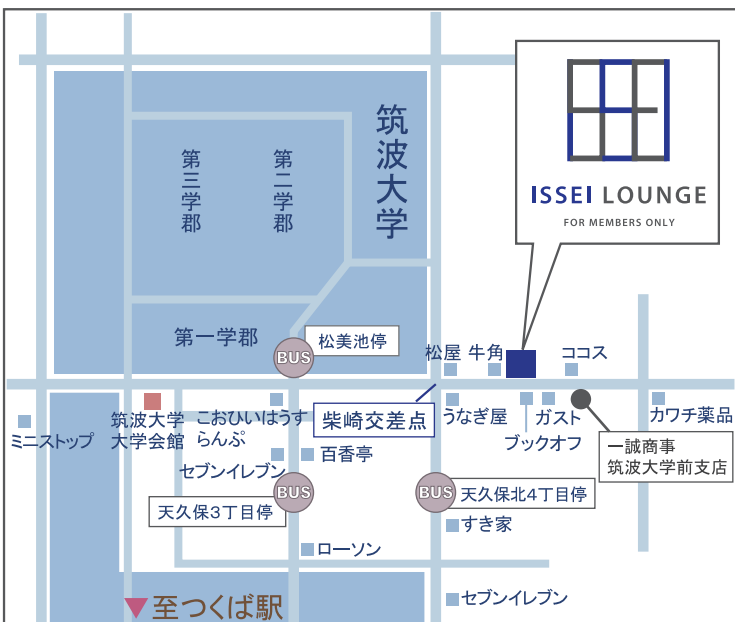 筑波大学
第三学郡
第二学郡
ISSEI LOUNGE
FOR MEMBERS ONLY
第一学郡
BUS
松美池停
松屋
牛角
ココス
ミニストップ
筑波大学
大学会館
こおひいはうす
らんぷ
柴崎交差点
うなぎ屋
ガスト
ブックオフ
カワチ薬品
一誠商事
筑波大学前支店
セブンイレブン
百香亭
BUS
天久保3丁目停
BUS
天久保北4丁目停
すき家
ローソン
セブンイレブン
至つくば駅